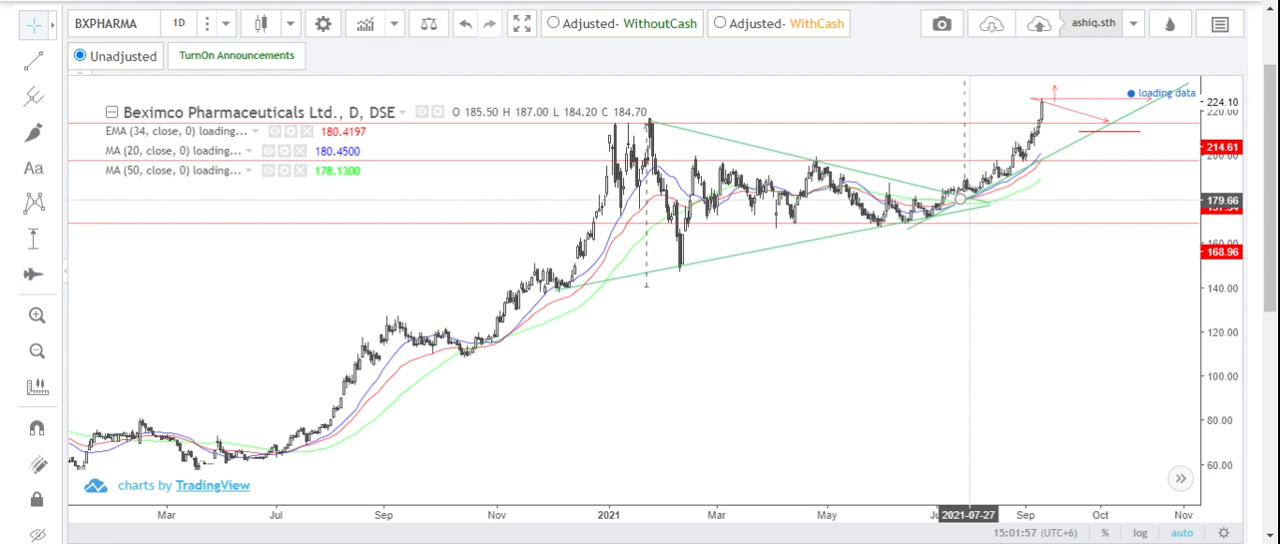 BXPHARMA 1D Adjusted- WithoutCash Adjusted- WithCash ashiq.sth
Unadjusted TurnOn Announcements
Beximco Pharmaceuticals Ltd., D, DSE O 185.50 H 187.00 L 184.20 C 184.70
EMA (34, close, 0) loading... 180.4197
MA (20, close, 0) loading... 180.4500
MA (50, close, 0) loading... 178.1300
loading data
224.10
220.00
214.61
200.00
179.66
160.00
168.96
140.00
120.00
100.00
80.00
60.00
charts by TradingView
Mar Jul Sep Nov 2021 Mar May 2021-07-27 Sep Oct Nov
15:01:57 (UTC+6) % log auto
Aa